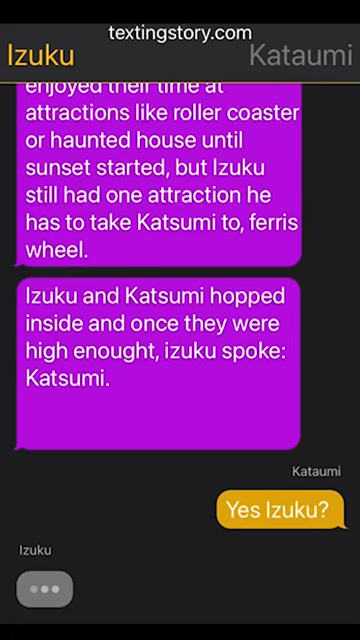 textingstory.com
Izuku Kataumi
enjoyed their time at
attractions like roller coaster
or haunted house until
sunset started, but Izuku
still had one attraction he
has to take Katsumi to, ferris
wheel.
Izuku and Katsumi hopped
inside and once they were
high enought, izuku spoke:
Katsumi.
Kataumi
Yes Izuku?
Izuku